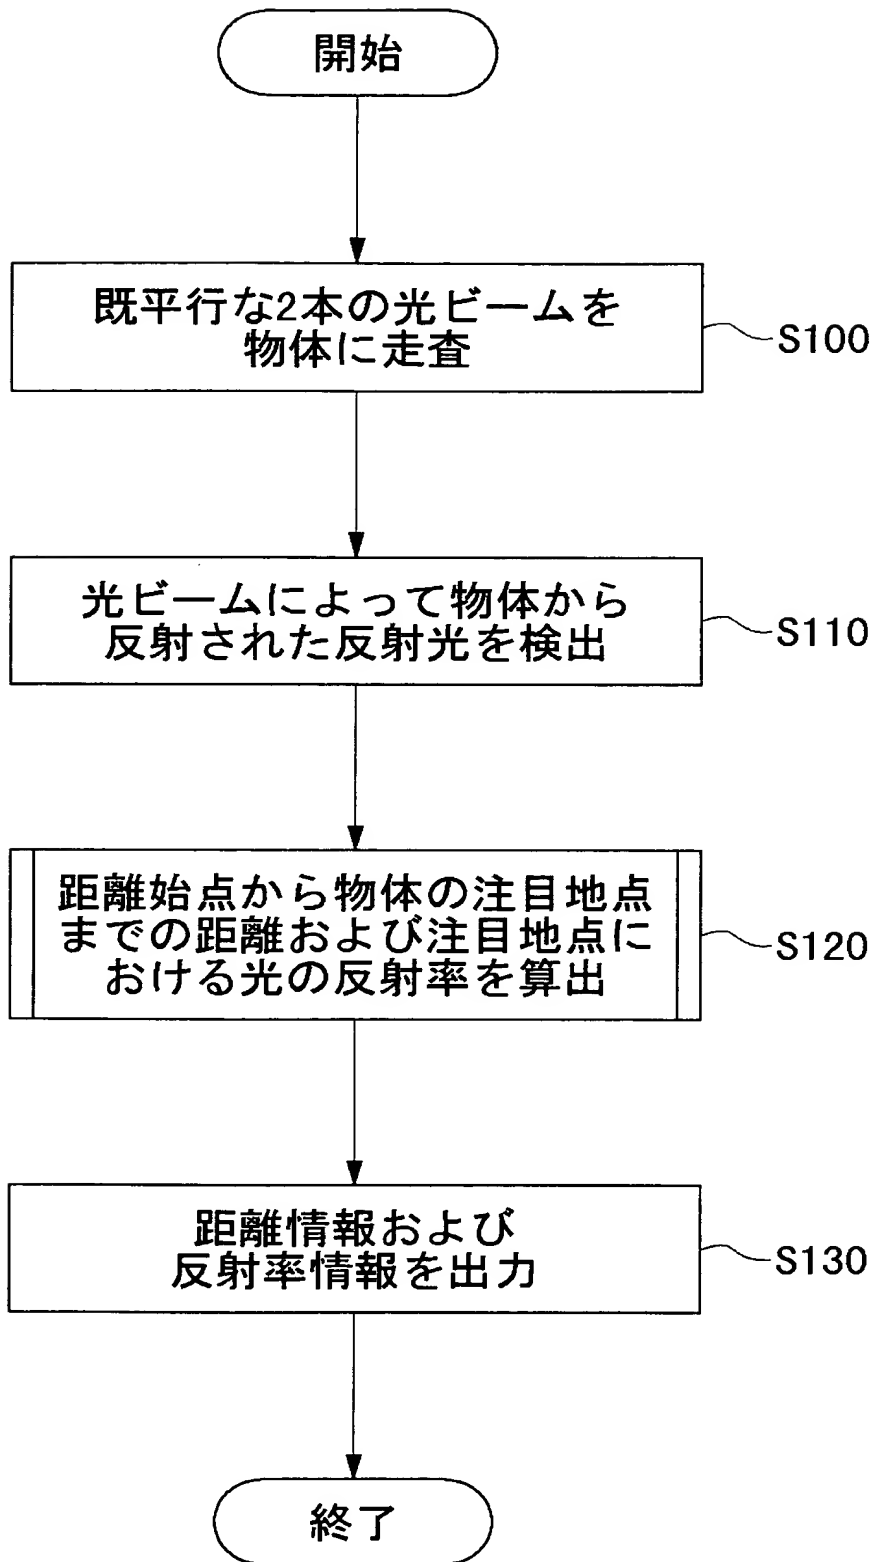 開始
既平行な2本の光ビームを
物体に走査
S100
光ビームによって物体から
反射された反射光を検出
S110
距離始点から物体の注目地点
までの距離および注目地点に
おける光の反射率を算出
S120
距離情報および
反射率情報を出力
S130
終了